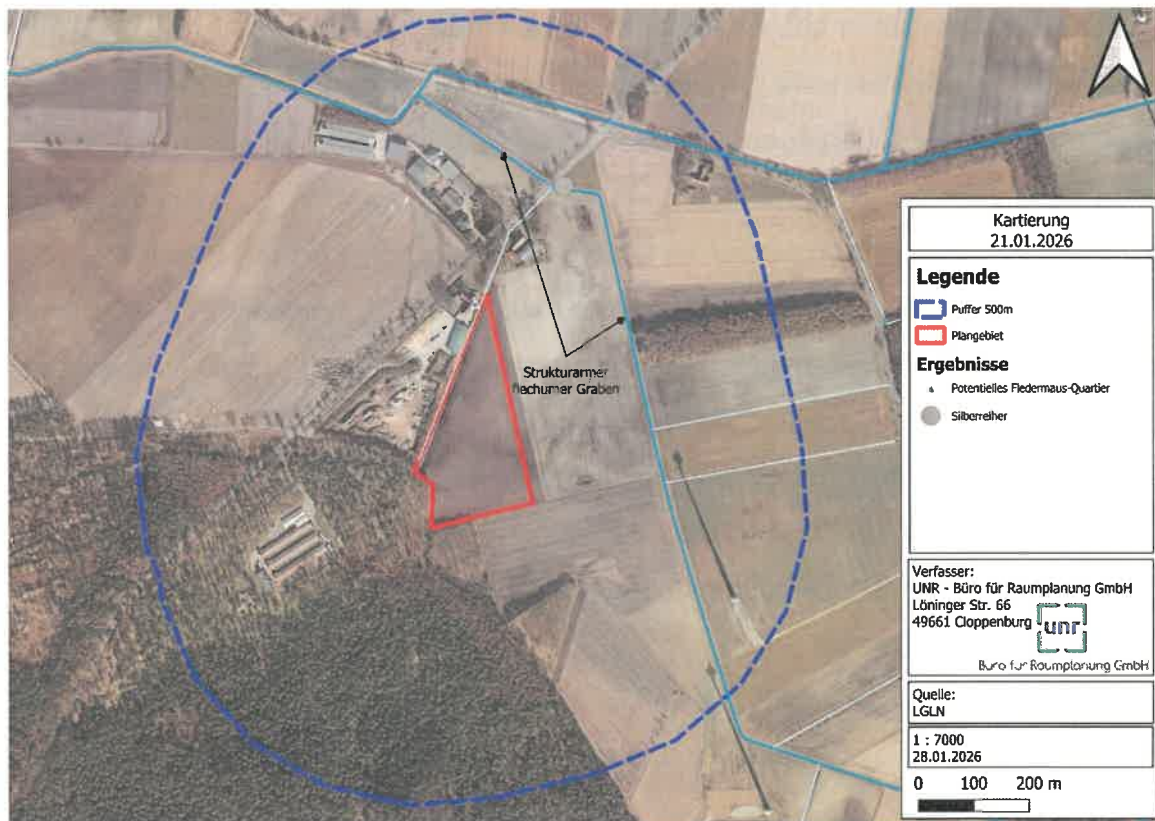 Strukturarmer
flechumer Graben
Kartierung
21.01.2026
Legende
Puffer 500m
Plangebiet
Ergebnisse
Potentielles Fledermaus-Quartier
Silberreiher
Verfasser:
UNR - Büro für Raumplanung GmbH
Löninger Str. 66
49661 Cloppenburg
unr
Büro für Raumplanung GmbH
Quelle:
LGLN
1 : 7000
28.01.2026
0 100 200 m